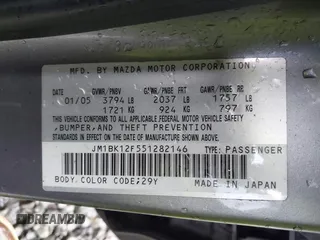 MFD. BY MAZDA MOTOR CORPORATION
DATE GVWR/PNBV GAWR/PNBE FRT GAWR/PNBE RR
01/05 3794 LB 2037 LB 1757 LB
1721 KG 924 KG 797 KG
THIS VEHICLE CONFORMS TO ALL APPLICABLE FEDERAL MOTOR VEHICLE SAFETY
,BUMPER,AND THEFT PREVENTION
STANDARDS IN EFFECT ON THE DATE OF MANUFACTURE SHOWN ABOVE.
JM1BK12F551282146 TYPE: PASSENGER
BODY COLOR CODE;29Y MADE IN JAPAN
DREAMBID